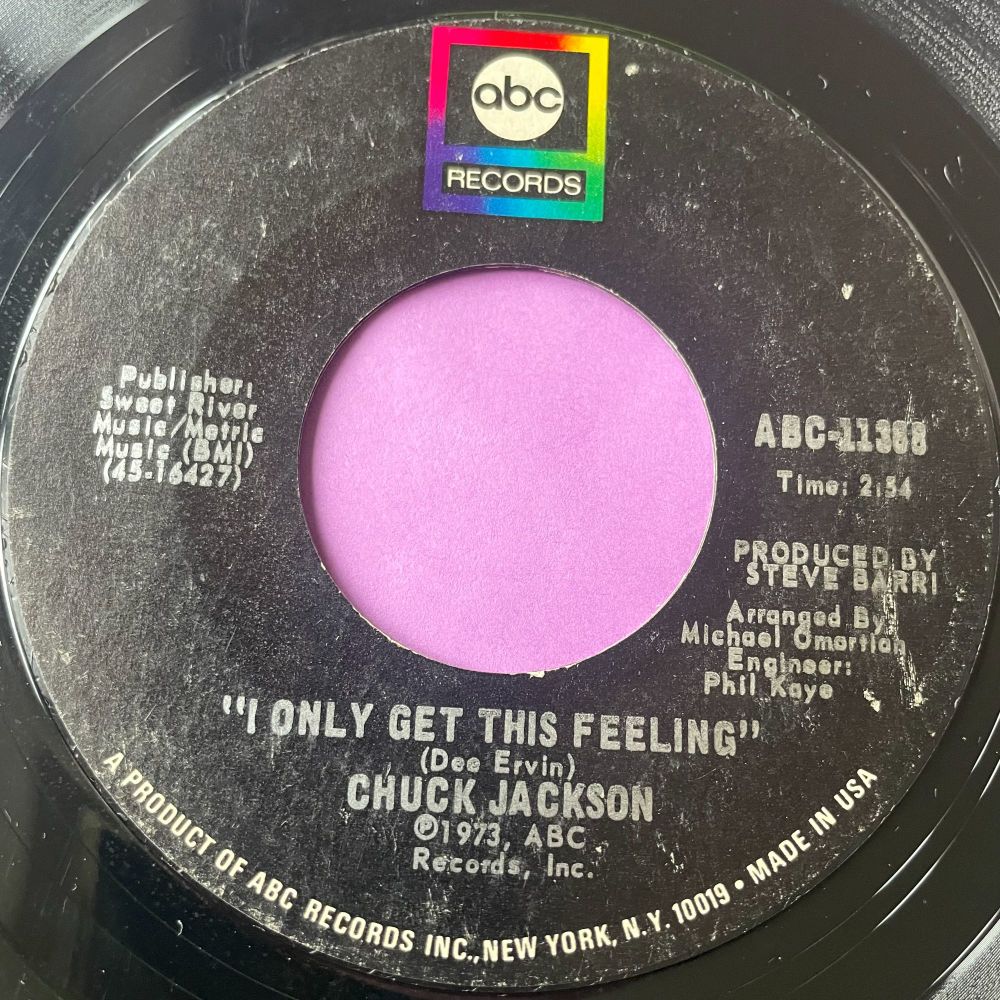 abc
RECORDS
Publisher:
Sweet River
Music/Metric
Music (BMI)
(45-16427)
ABC-11368
Time: 2:54
PRODUCED BY
STEVE BARRI
Arranged By
Michael Omartian
Engineer:
Phil Kaye
"I ONLY GET THIS FEELING"
(Dee Ervin)
CHUCK JACKSON
℗1973, ABC
Records, Inc.
A PRODUCT OF ABC RECORDS INC., NEW YORK, N.Y. 10019 • MADE IN USA